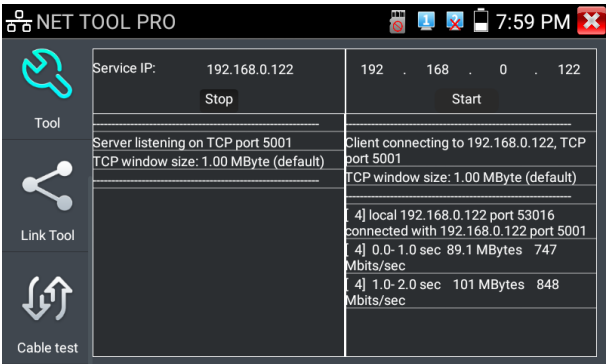 NET TOOL PRO
7:59 PM
Tool
Link Tool
Cable test
Service IP: 192.168.0.122
Stop
Server listening on TCP port 5001
TCP window size: 1.00 MByte (default)
192 . 168 . 0 . 122
Start
Client connecting to 192.168.0.122, TCP
port 5001
TCP window size: 1.00 MByte (default)
[ 4] local 192.168.0.122 port 53016
connected with 192.168.0.122 port 5001
[ 4] 0.0- 1.0 sec 89.1 MBytes 747
Mbits/sec
[ 4] 1.0- 2.0 sec 101 MBytes 848
Mbits/sec